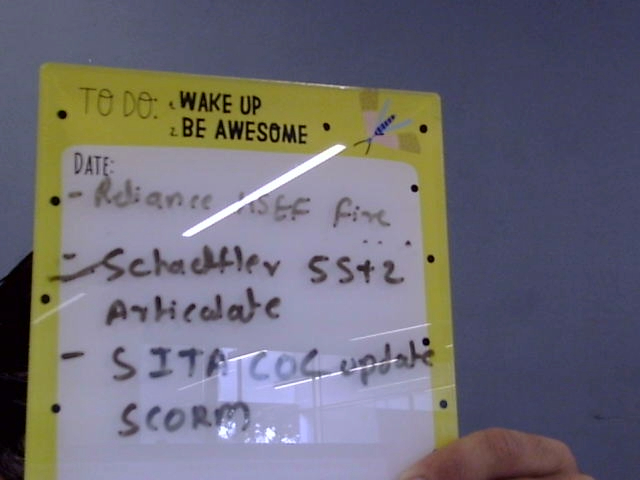 TO DO: 1. WAKE UP
2. BE AWESOME
DATE:
- Reliance HSEF fire
- Schaeffler 5S+2
Articulate
- SITA COC update
SCORM